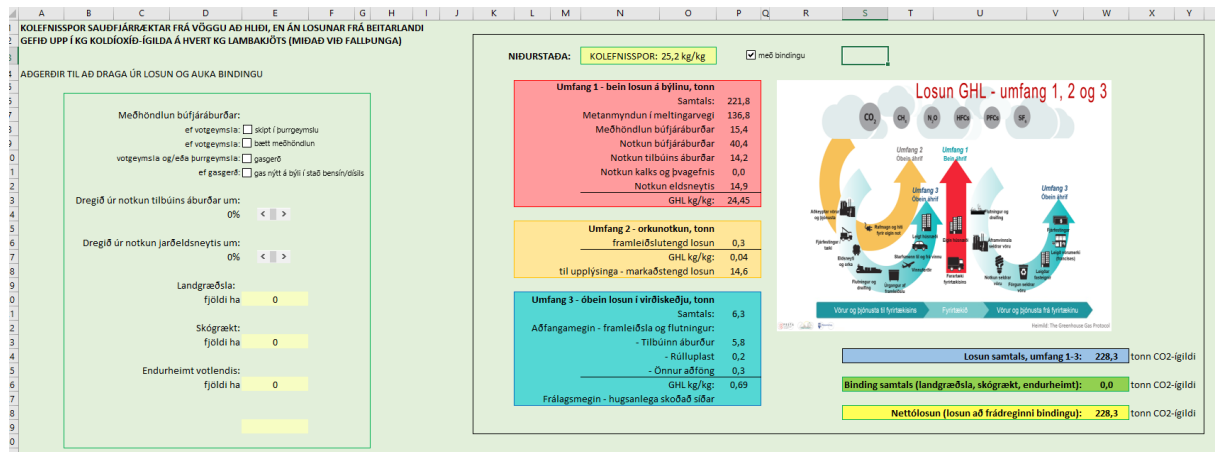 A B C D E F G H I J K L M N O P Q R S T U V W X Y
KOLEFNISSPOR SAUÐFJÁRRÆKTAR FRÁ VÖGGU AÐ HLIÐI, EN ÁN LOSUNAR FRÁ BEITARLANDI
GEFIÐ UPP Í KG KOLDÍOXÍÐ-ÍGILDA Á HVERT KG LAMBAKJÖTS (MIÐAÐ VIÐ FALLÞUNGA)
AÐGERÐIR TIL AÐ DRAGA ÚR LOSUN OG AUKA BINDINGU
Meðhöndlun búfjáráburðar:
ef votgeymsla: skipt í þurrgeymslu
ef votgeymsla: bætt meðhöndlun
votgeymsla og/eða þurrgeymsla: gasgerð
ef gasgerð: gas nýtt á býli í stað bensín/dísils
Dregið úr notkun tilbúins áburðar um:
0%
Dregið úr notkun jarðeldsneytis um:
0%
Landgræðsla:
fjöldi ha 0
Skógrækt:
fjöldi ha 0
Endurheimt votlendis:
fjöldi ha 0
NIÐURSTAÐA: KOLEFNISSPOR: 25,2 kg/kg með bindingu
Umfang 1 - bein losun á býlinu, tonn
Samtals: 221,8
Metanmyndun í meltingarvegi 136,8
Meðhöndlun búfjáráburðar 15,4
Notkun búfjáráburðar 40,4
Notkun tilbúins áburðar 14,2
Notkun kalks og þvagefnis 0,0
Notkun eldsneytis 14,9
GHL kg/kg: 24,45
Umfang 2 - orkunotkun, tonn
framleiðslutengd losun 0,3
GHL kg/kg: 0,04
til upplýsinga - markaðstengd losun 14,6
Umfang 3 - óbein losun í virðiskeðju, tonn
Samtals: 6,3
Aðfangamegin - framleiðsla og flutningur:
- Tilbúinn áburður 5,8
- Rúlluplast 0,2
- Önnur aðföng 0,3
GHL kg/kg: 0,69
Frálagsmegin - hugsanlega skoðað síðar
Losun GHL - umfang 1, 2 og 3
CO2 CH4 N2O HFCs PFCs SF6
Umfang 2
Óbein áhrif
Umfang 1
Bein áhrif
Umfang 3
Óbein áhrif
Umfang 3
Óbein áhrif
Vörur og þjónusta til fyrirtækisins
Fyrirtækið
Vörur og þjónusta frá fyrirtækinu
Heimild: The Greenhouse Gas Protocol
Losun samtals, umfang 1-3: 228,3 tonn CO2-ígildi
Binding samtals (landgræðsla, skógrækt, endurheimt): 0,0 tonn CO2-ígildi
Nettólosun (losun að frádreginni bindingu): 228,3 tonn CO2-ígildi